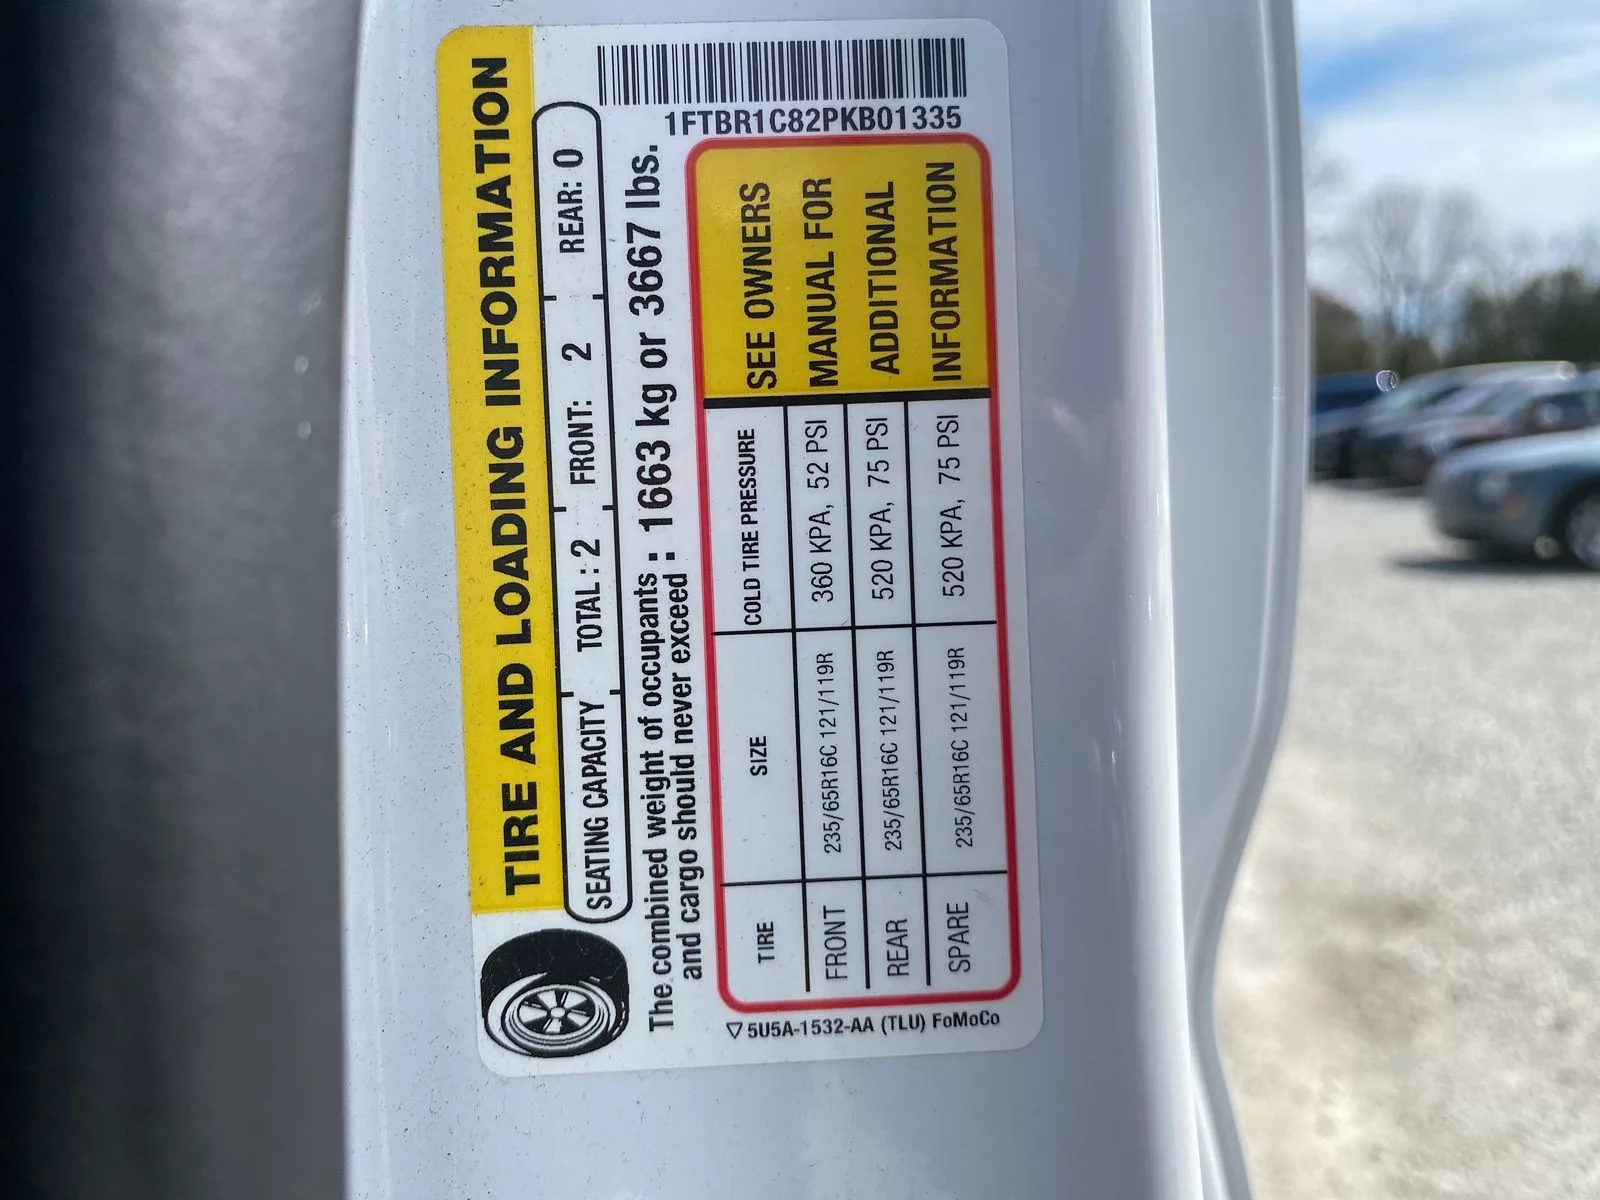 1FTBR1C82PKB01335
TIRE AND LOADING INFORMATION
SEATING CAPACITY TOTAL : 2 FRONT: 2 REAR: 0
The combined weight of occupants : 1663 kg or 3667 lbs.
and cargo should never exceed :
TIRE SIZE COLD TIRE PRESSURE
FRONT 235/65R16C 121/119R 360 KPA, 52 PSI
REAR 235/65R16C 121/119R 520 KPA, 75 PSI
SPARE 235/65R16C 121/119R 520 KPA, 75 PSI
SEE OWNERS
MANUAL FOR
ADDITIONAL
INFORMATION
5U5A-1532-AA (TLU) FoMoCo